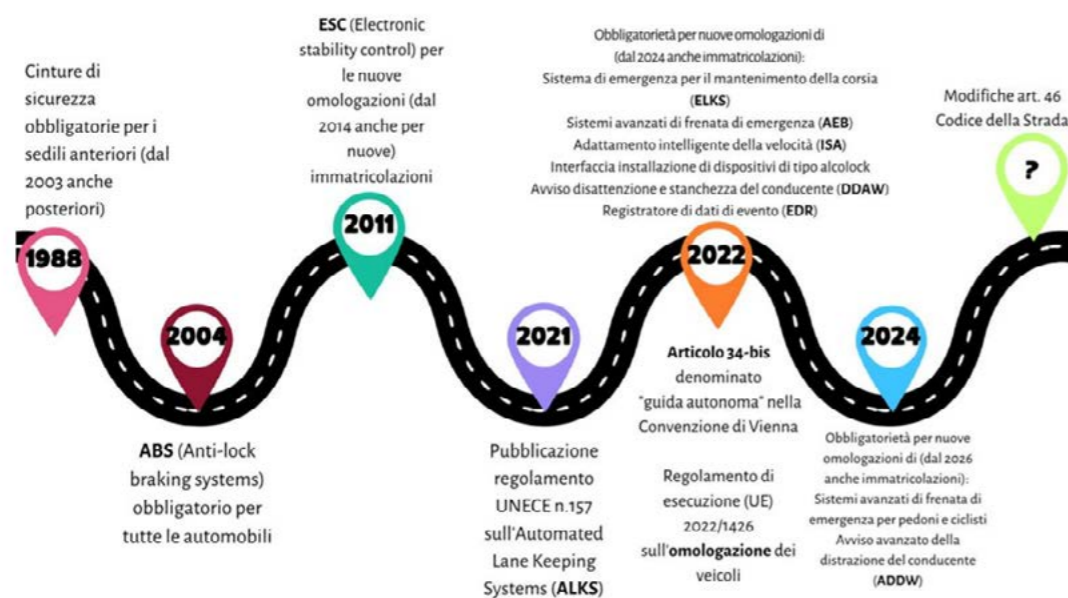 Cinture di
sicurezza
obbligatorie per i
sedili anteriori (dal
2003 anche
posteriori)
1988
2004
ABS (Anti-lock
braking systems)
obbligatorio per
tutte le automobili
ESC (Electronic
stability control) per
le nuove
omologazioni (dal
2014 anche per
nuove)
immatricolazioni
2011
2021
Pubblicazione
regolamento
UNECE n.157
sull'Automated
Lane Keeping
Systems (ALKS)
Obbligatorietà per nuove omologazioni di
(dal 2024 anche immatricolazioni):
Sistema di emergenza per il mantenimento della corsia
(ELKS)
Sistemi avanzati di frenata di emergenza (AEB)
Adattamento intelligente della velocità (ISA)
Interfaccia installazione di dispositivi di tipo alcolock
Avviso disattenzione e stanchezza del conducente (DDAW)
Registratore di dati di evento (EDR)
2022
Articolo 34-bis
denominato
"guida autonoma" nella
Convenzione di Vienna
Regolamento di
esecuzione (UE)
2022/1426
sull'omologazione dei
veicoli
2024
Obbligatorietà per nuove
omologazioni di (dal 2026
anche immatricolazioni):
Sistemi avanzati di frenata di
emergenza per pedoni e ciclisti
Avviso avanzato della
distrazione del conducente
(ADDW)
Modifiche art. 46
Codice della Strada
?